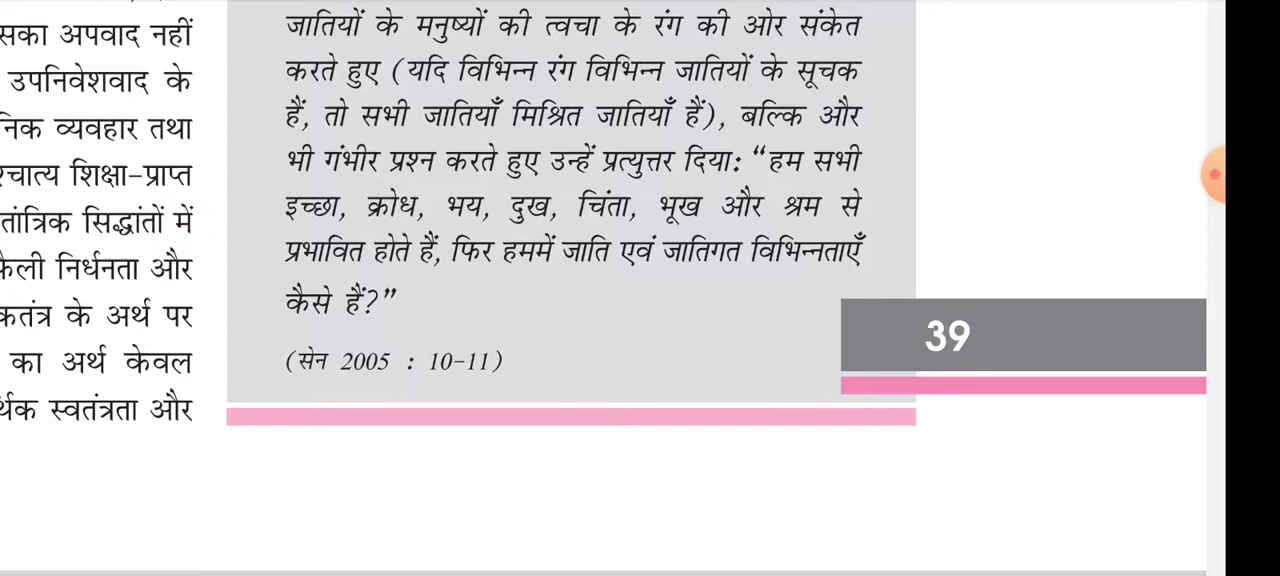 सका अपवाद नहीं
उपनिवेशवाद के
व्यवहार तथा
शिक्षा-प्राप्त
सिद्धांतों में
निर्धनता और
के अर्थ पर
का अर्थ केवल
स्वतंत्रता और
जातियों के मनुष्यों की त्वचा के रंग की ओर संकेत
करते हुए (यदि विभिन्न रंग विभिन्न जातियों के सूचक
हैं, तो सभी जातियाँ मिश्रित जातियाँ हैं), बल्कि और
भी गंभीर प्रश्न करते हुए उन्हें प्रत्युत्तर दिया: “हम सभी
इच्छा, क्रोध, भय, दुख, चिंता, भूख और श्रम से
प्रभावित होते हैं, फिर हममें जाति एवं जातिगत विभिन्नताएँ
कैसे हैं?”
(सेन 2005 : 10-11)
39